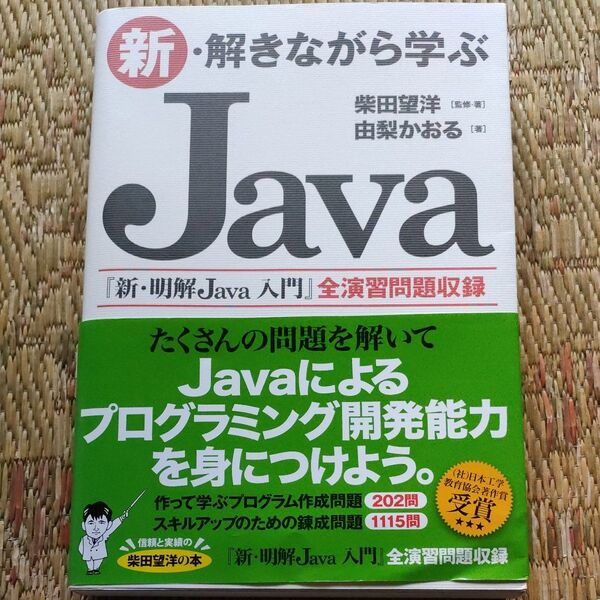 新・解きながら学ぶ
柴田望洋[監修・著]
由梨かおる[著]
Java
『新・明解Java 入門』全演習問題収録
たくさんの問題を解いて
Javaによる
プログラミング開発能力
を身につけよう。
作って学ぶプログラム作成問題 202問
スキルアップのための錬成問題 1115問
(社)日本工学
教育協会著作賞
受賞
★★★
信頼と実績の
柴田望洋の本
『新・明解Java 入門』全演習問題収録